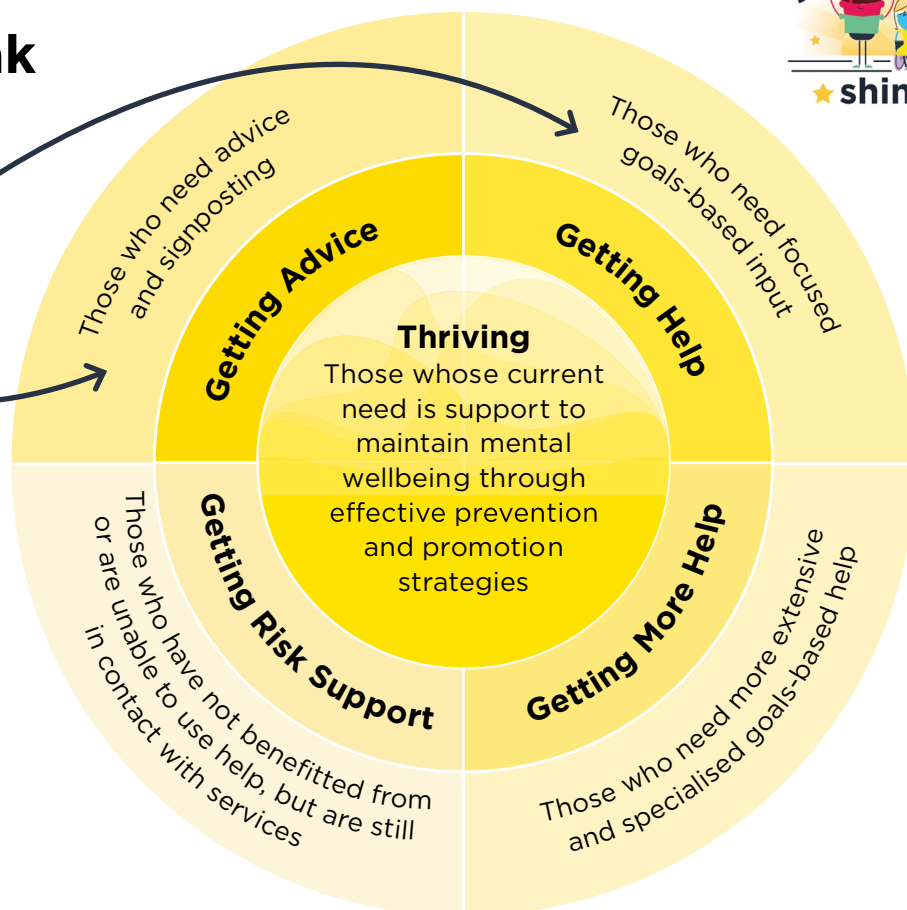 Those who need advice
and signposting
Getting Advice
Those who need focused
goals-based input
Getting Help
Thriving
Those whose current
need is support to
maintain mental
wellbeing through
effective prevention
and promotion
strategies
Getting Risk Support
Those who have not benefitted from
or are unable to use help, but are still
in contact with services
Getting More Help
Those who need more extensive
and specialised goals-based help